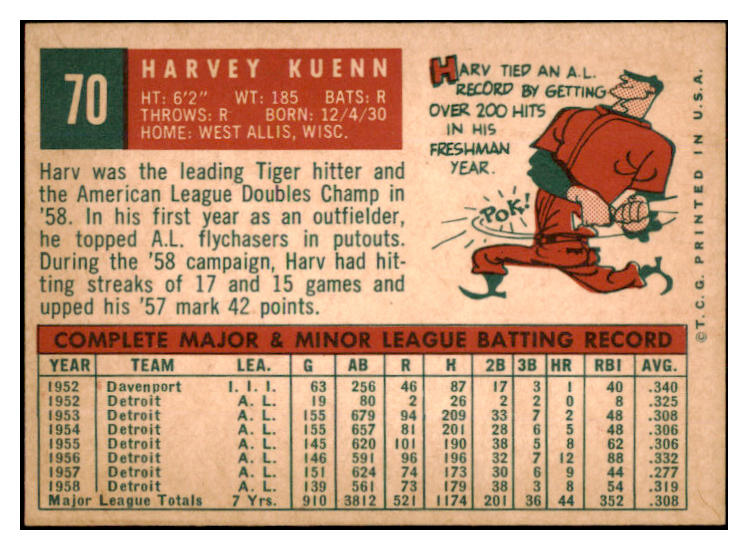 70
HARVEY KUENN
HT: 6'2" WT: 185 BATS: R
THROWS: R BORN: 12/4/30
HOME: WEST ALLIS, WISC.
Harv was the leading Tiger hitter and
the American League Doubles Champ in
'58. In his first year as an outfielder,
he topped A.L. flychasers in putouts.
During the '58 campaign, Harv had hit-
ting streaks of 17 and 15 games and
upped his '57 mark 42 points.
HARV TIED AN A.L.
RECORD BY GETTING
OVER 200 HITS
IN HIS
FRESHMAN
YEAR.
POK!
©T.C.G. PRINTED IN U.S.A.
COMPLETE MAJOR & MINOR LEAGUE BATTING RECORD
YEAR TEAM LEA. G AB R H 2B 3B HR RBI AVG.
1952 Davenport I. I. I. 63 256 46 87 17 3 1 40 .340
1952 Detroit A. L. 19 80 2 26 2 2 0 8 .325
1953 Detroit A. L. 155 679 94 209 33 7 2 48 .308
1954 Detroit A. L. 155 657 81 201 28 6 5 48 .306
1955 Detroit A. L. 145 620 101 190 38 5 8 62 .306
1956 Detroit A. L. 146 591 96 196 32 7 12 88 .332
1957 Detroit A. L. 151 624 74 173 30 6 9 44 .277
1958 Detroit A. L. 139 561 73 179 39 3 8 54 .319
Major League Totals 7 Yrs. 910 3812 521 1174 201 36 44 352 .308